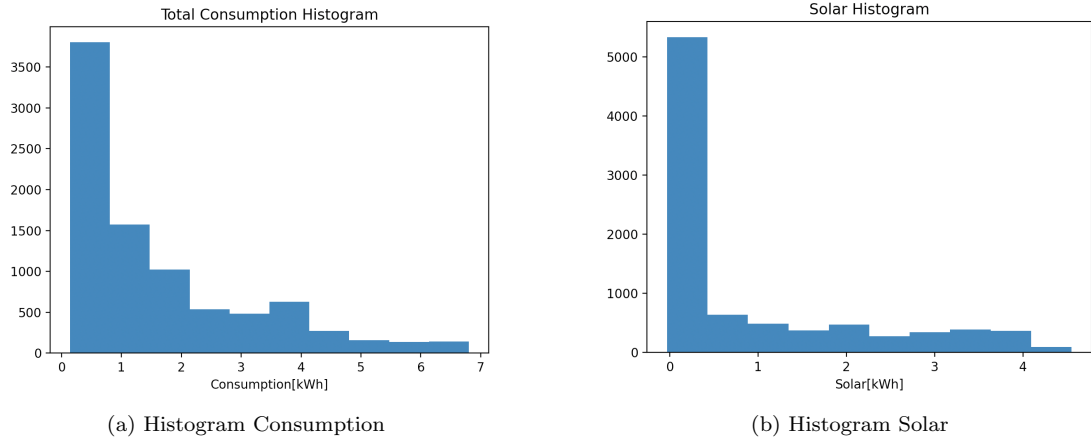 Total Consumption Histogram
3500
3000
2500
2000
1500
1000
500
0
0 1 2 3 4 5 6 7
Consumption[kWh]
(a) Histogram Consumption
Solar Histogram
5000
4000
3000
2000
1000
0
0 1 2 3 4
Solar[kWh]
(b) Histogram Solar